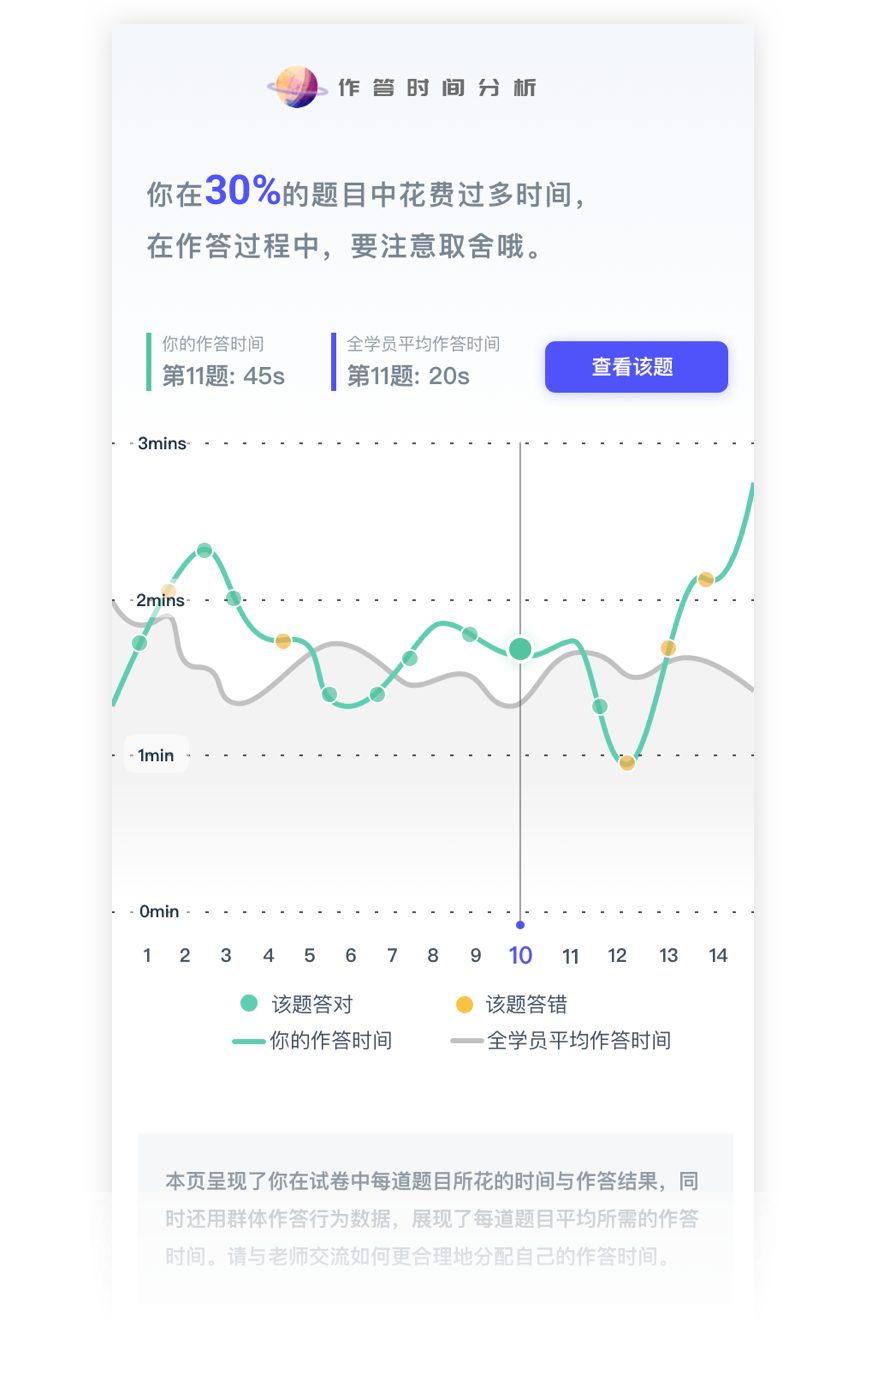 作答时间分析
你在30%的题目中花费过多时间，
在作答过程中，要注意取舍哦。
你的作答时间
第11题: 45s
全学员平均作答时间
第11题: 20s
查看该题
3mins
2mins
1min
0min
1 2 3 4 5 6 7 8 9 10 11 12 13 14
该题答对 该题答错
你的作答时间 全学员平均作答时间
本页呈现了你在试卷中每道题目所花的时间与作答结果，同
时还用群体作答行为数据，展现了每道题目平均所需的作答
时间。请与老师交流如何更合理地分配自己的作答时间。